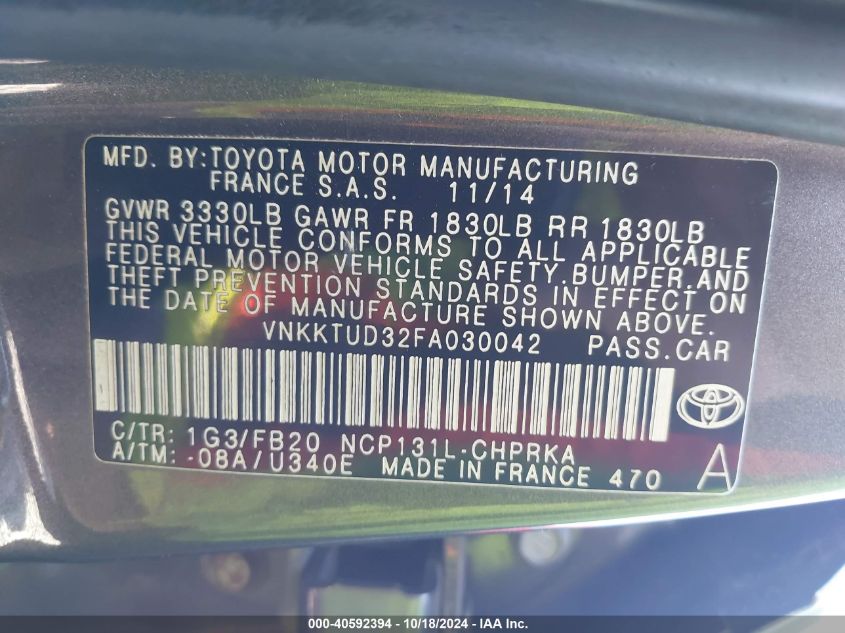 MFD. BY:TOYOTA MOTOR MANUFACTURING
FRANCE S.A.S. 11/14
GVWR 3330LB GAWR FR 1830LB RR 1830LB
THIS VEHICLE CONFORMS TO ALL APPLICABLE
FEDERAL MOTOR VEHICLE SAFETY,BUMPER,AND
THEFT PREVENTION STANDARDS IN EFFECT ON
THE DATE OF MANUFACTURE SHOWN ABOVE.
VNKKTUD32FA030042 PASS.CAR
C/TR: 1G3/FB20 NCP131L-CHPRKA
A/TM: -08A/U340E MADE IN FRANCE 470 A
000-40592394 - 10/18/2024 - IAA Inc.